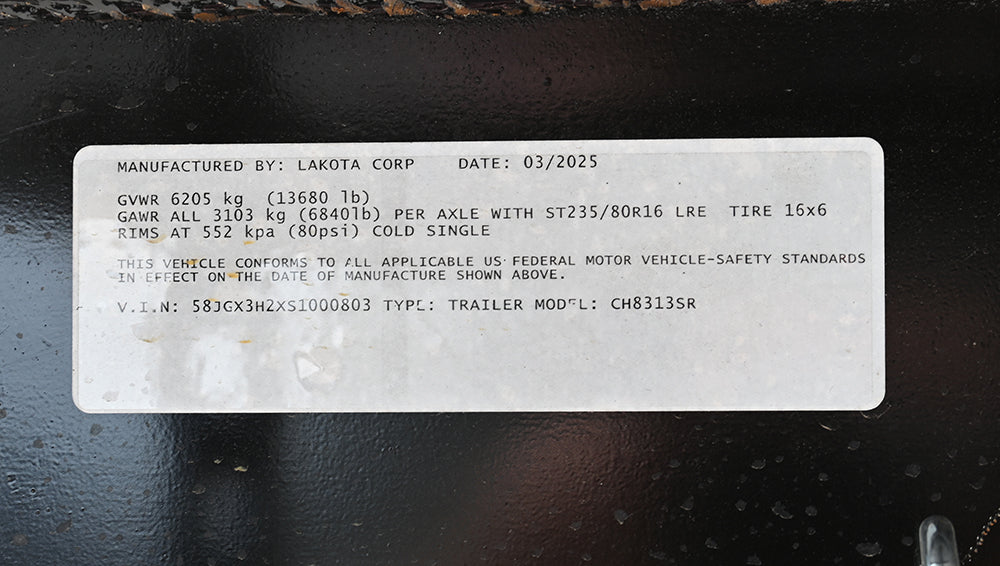 MANUFACTURED BY: LAKOTA CORP DATE: 03/2025
GVWR 6205 kg (13680 lb)
GAWR ALL 3103 kg (6840lb) PER AXLE WITH ST235/80R16 LRE TIRE 16x6
RIMS AT 552 kpa (80psi) COLD SINGLE
THIS VEHICLE CONFORMS TO ALL APPLICABLE US FEDERAL MOTOR VEHICLE-SAFETY STANDARDS
IN EFFECT ON THE DATE OF MANUFACTURE SHOWN ABOVE.
V.I.N: 58JGX3H2XS1000803 TYPE: TRAILER MODEL: CH8313SR